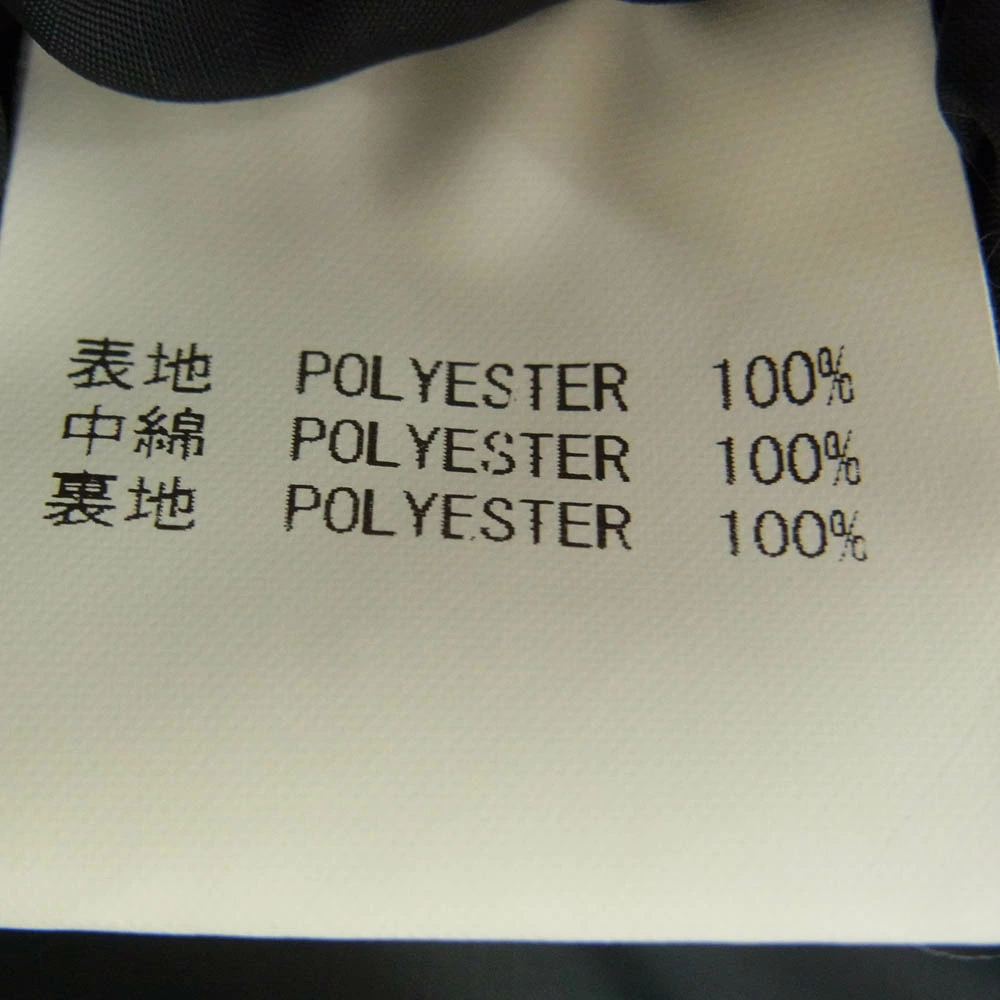 表地 POLYESTER 100%
中綿 POLYESTER 100%
裏地 POLYESTER 100%